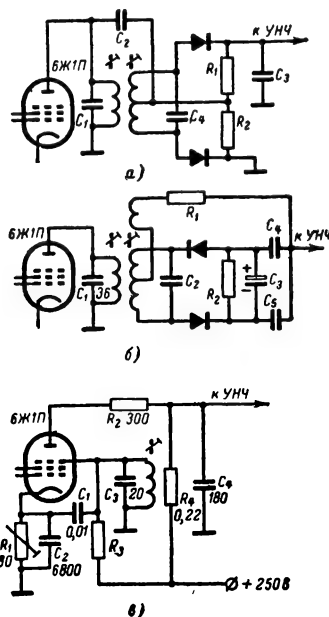 C₂
к УНЧ
6Ж1П
C₁
C₄
R₁
C₃
R₂
а)
6Ж1П
C₁
36
R₁
C₂
R₂
C₄
+
C₃
-
C₅
к УНЧ
б)
к УНЧ
6Ж1П
R₂ 300
C₁
0,01
C₃
20
R₄
0,22
C₄
180
R₁
C₂
6800
R₃
+250В
в)